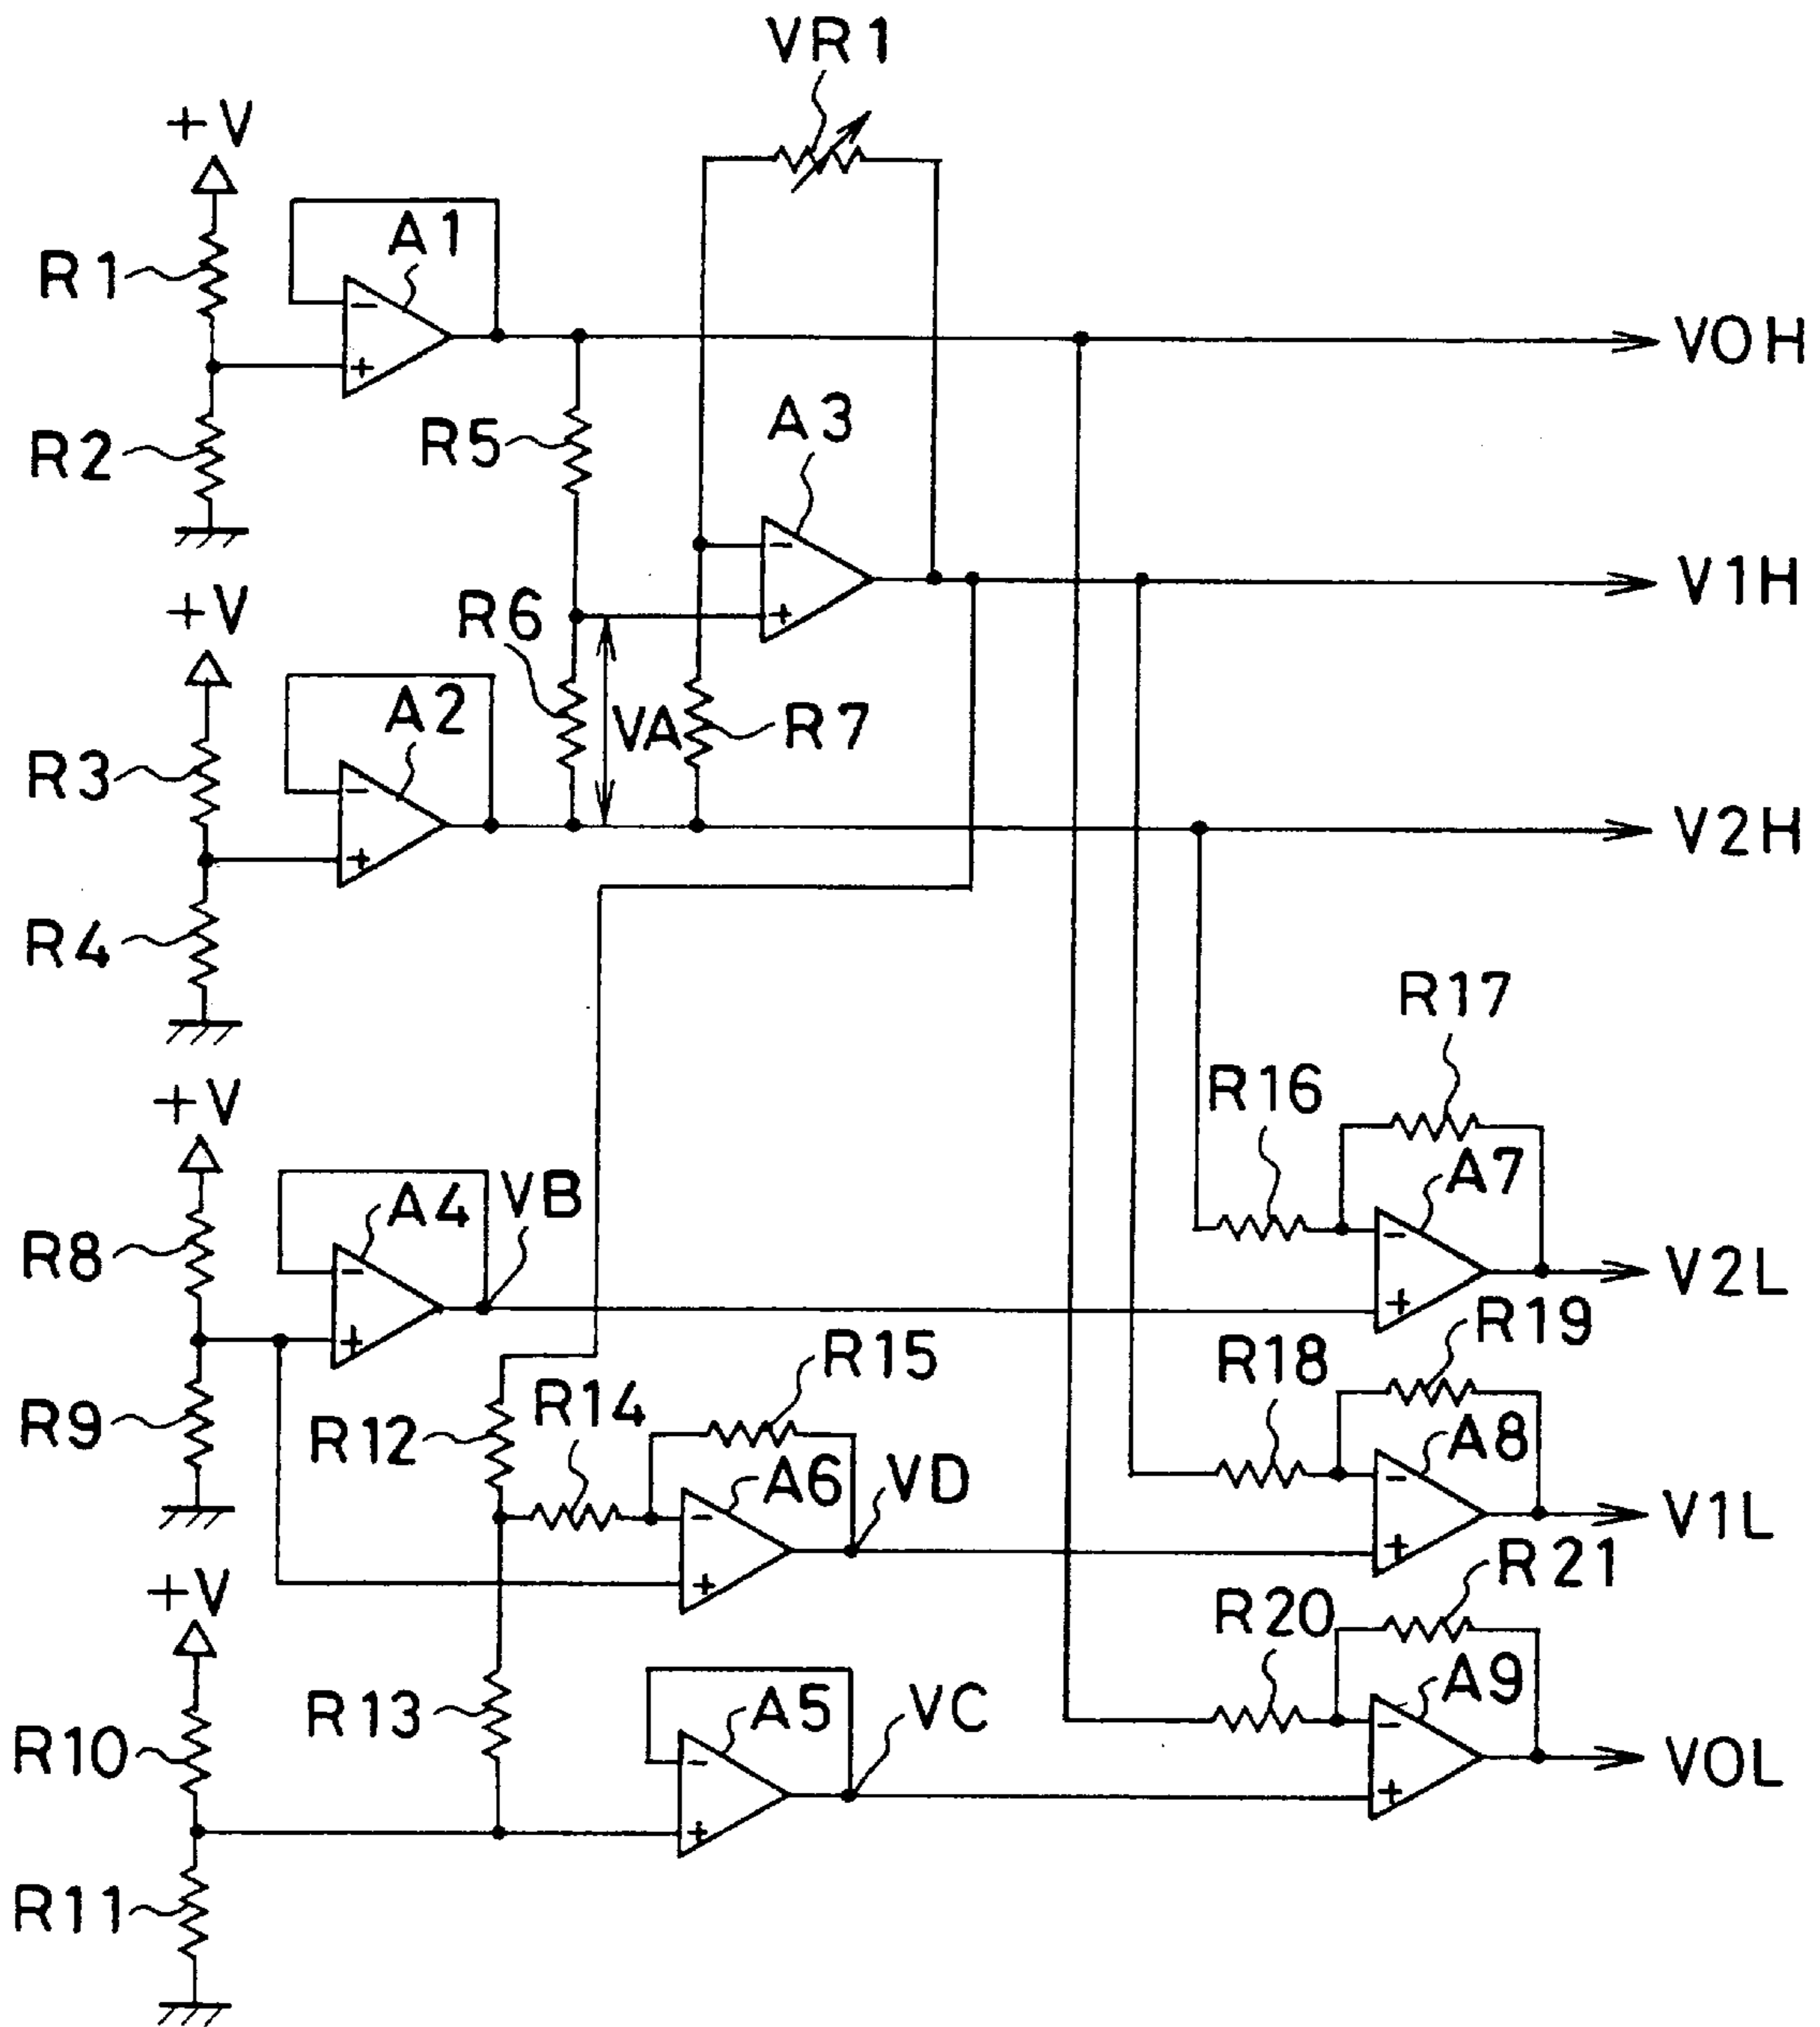 VR1
+V
A1
R1
VOH
A3
R5
R2
V1H
R6
+V
A2
VA
R7
R3
V2H
R4
R17
R16
+V
A7
A4
VB
R8
V2L
R19
R15
R18
R14
R9
R12
A8
A6
VD
V1L
R21
+V
R20
A9
R13
A5
VC
R10
VOL
R11